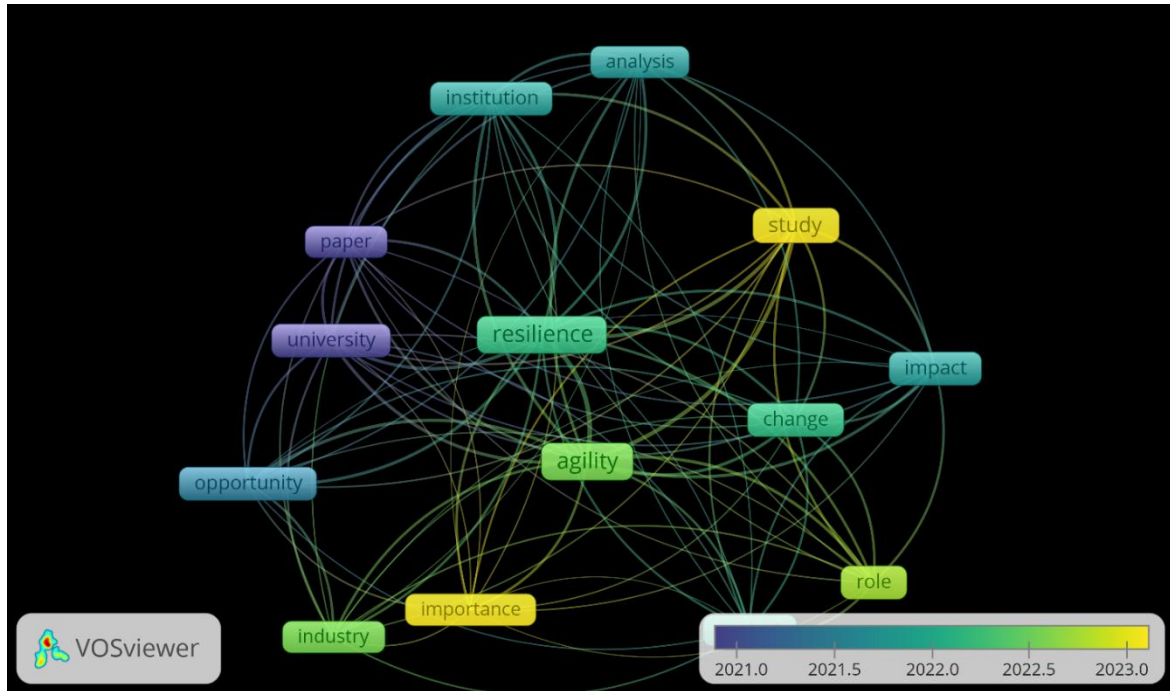 analysis
institution
study
paper
university
resilience
impact
change
agility
opportunity
role
importance
industry
VOSviewer
2021.0 2021.5 2022.0 2022.5 2023.0